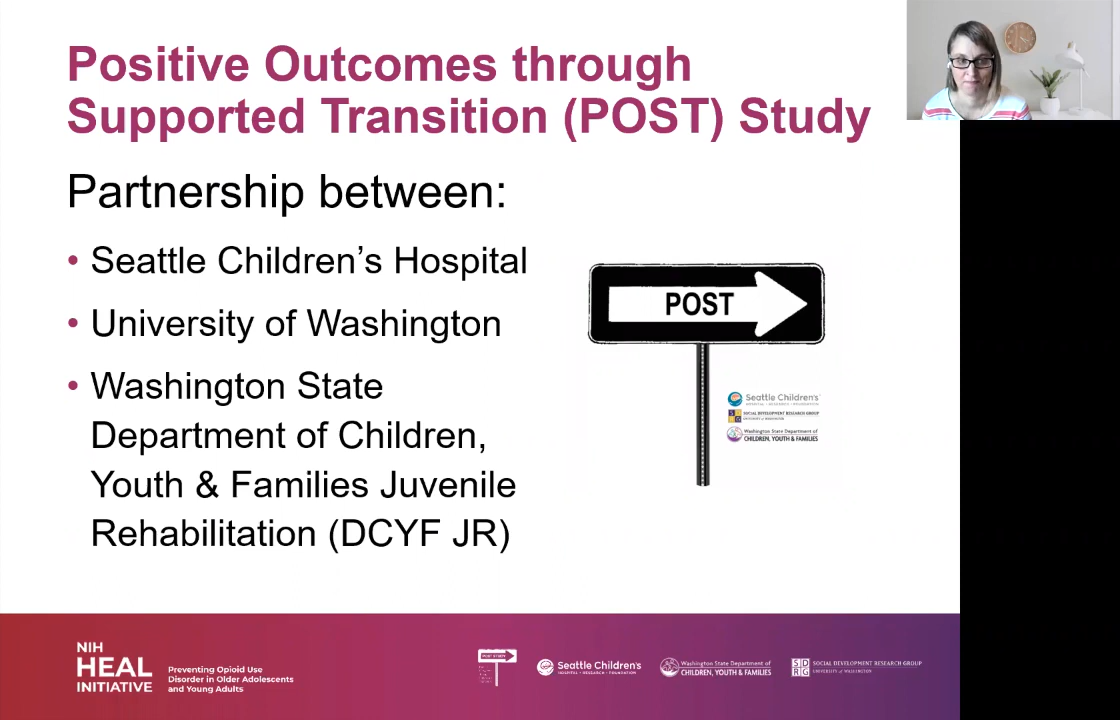 Positive Outcomes through
Supported Transition (POST) Study
Partnership between:
• Seattle Children’s Hospital
• University of Washington
• Washington State
Department of Children,
Youth & Families Juvenile
Rehabilitation (DCYF JR)
POST
Seattle Children's
HOSPITAL • RESEARCH • FOUNDATION
SOCIAL DEVELOPMENT RESEARCH GROUP
UNIVERSITY of WASHINGTON
Washington State Department of
CHILDREN, YOUTH & FAMILIES
NIH
HEAL
INITIATIVE
Preventing Opioid Use
Disorder in Older Adolescents
and Young Adults
POST STUDY
Seattle Children's
HOSPITAL • RESEARCH • FOUNDATION
Washington State Department of
CHILDREN, YOUTH & FAMILIES
SD
RG
SOCIAL DEVELOPMENT RESEARCH GROUP
UNIVERSITY of WASHINGTON